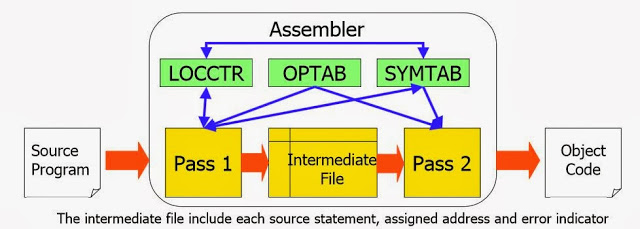 Assembler
LOCCTR OPTAB SYMTAB
Source
Program
Pass 1
Intermediate
File
Pass 2
Object
Code
The intermediate file include each source statement, assigned address and error indicator